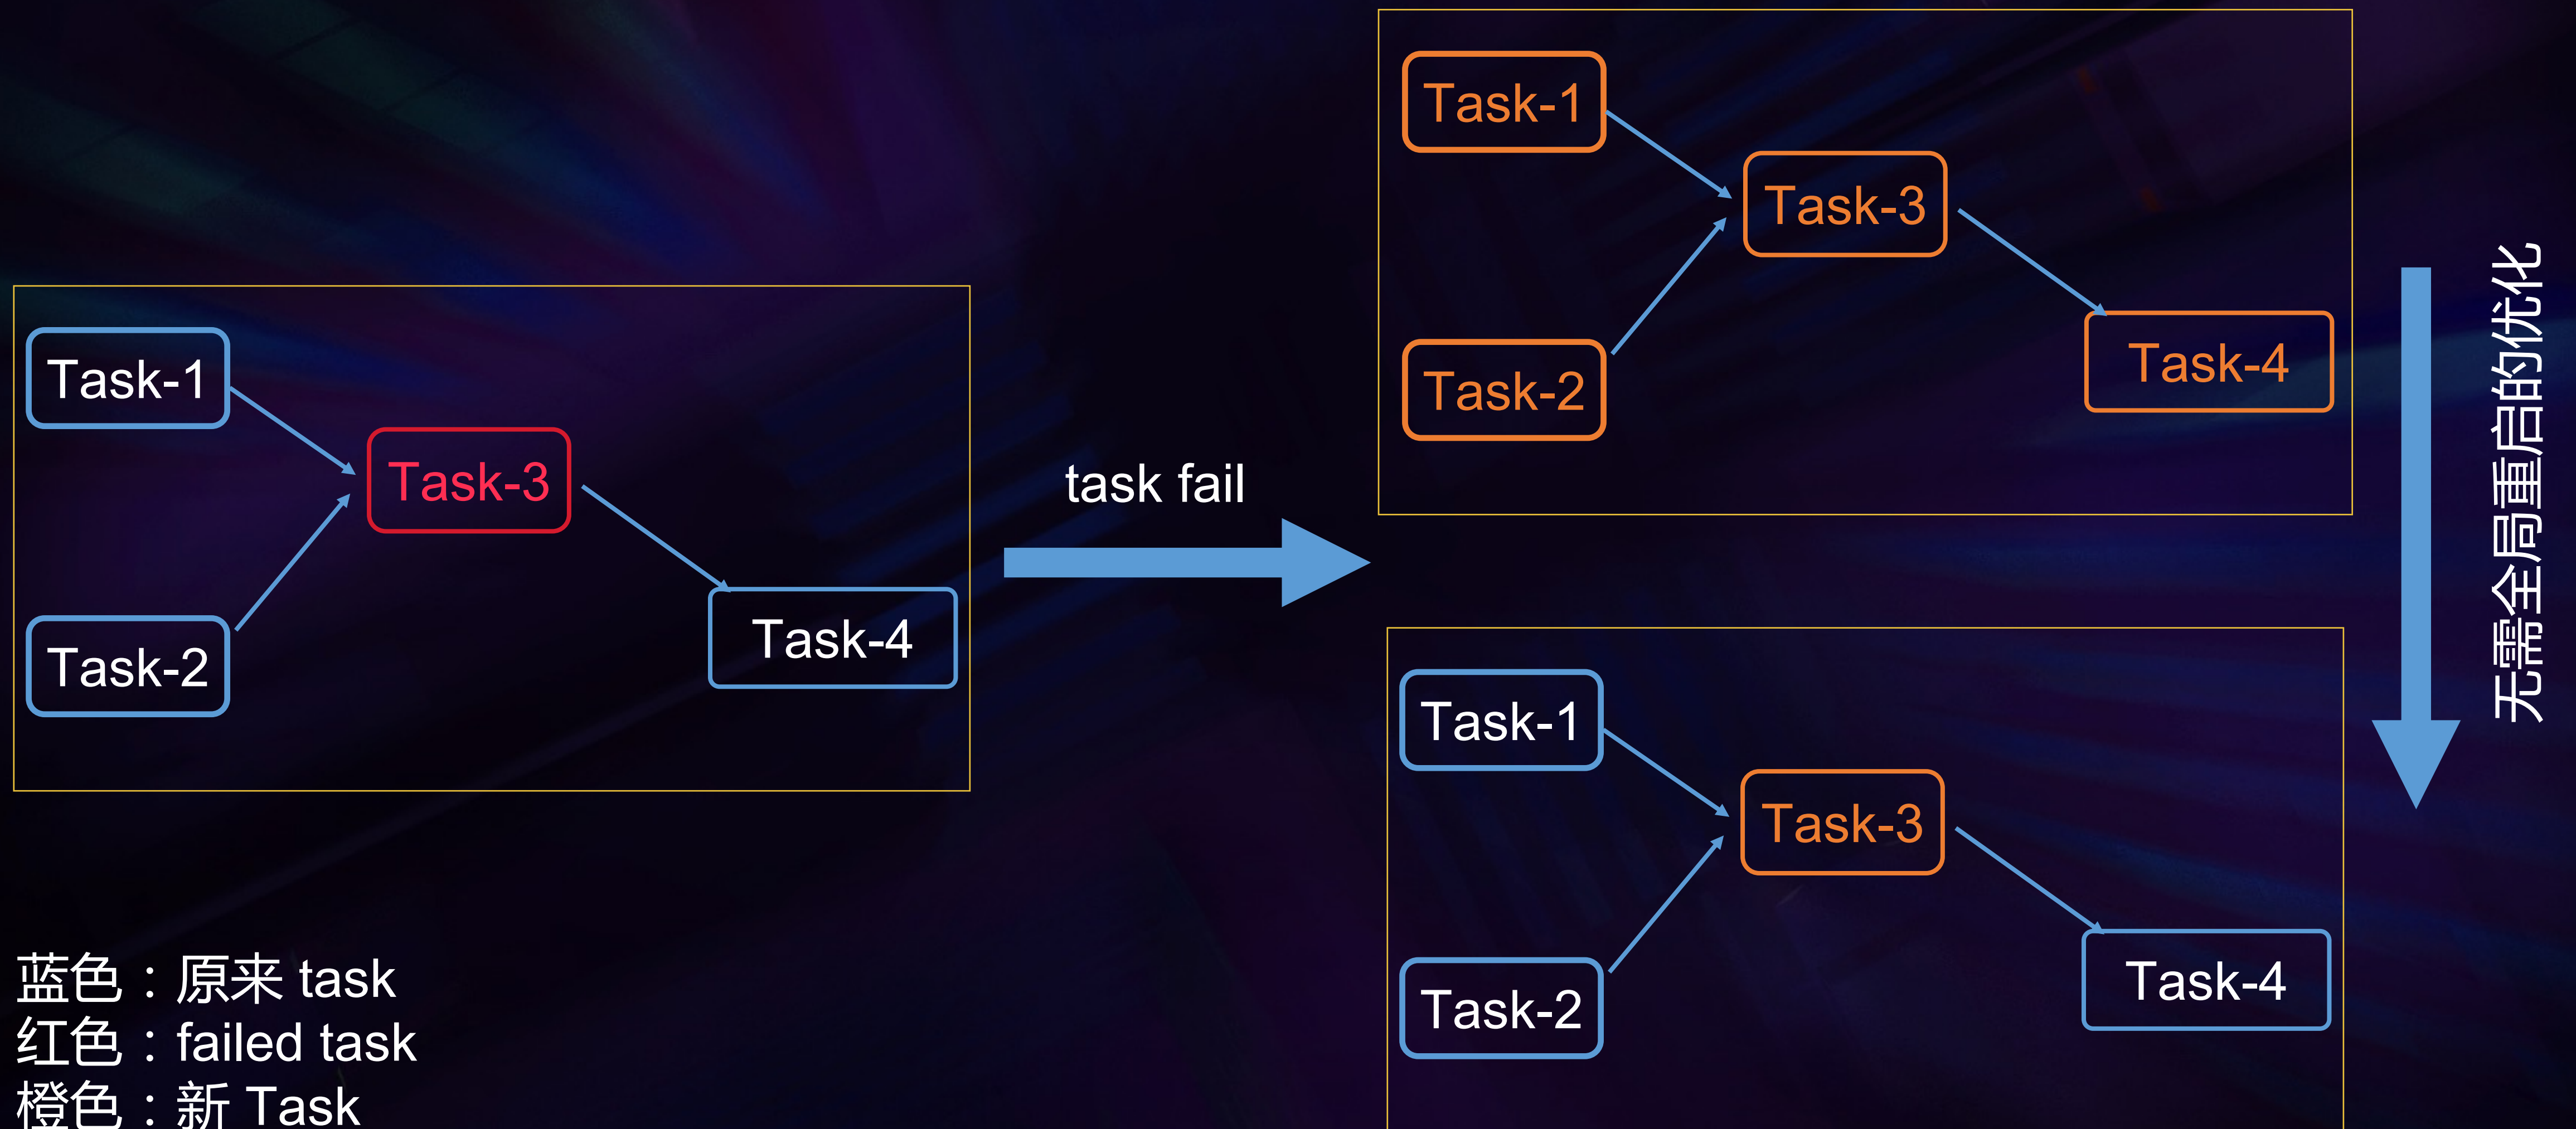 Task-1
Task-3
Task-2
Task-4
task fail
Task-1
Task-3
Task-2
Task-4
无需全局重启的优化
Task-1
Task-3
Task-2
Task-4
蓝色：原来 task
红色：failed task
橙色：新 Task